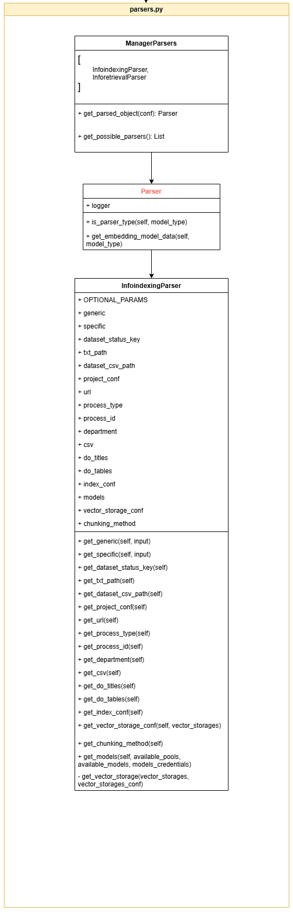 parsers.py
ManagerParsers
[
InfoindexingParser,
InforetrievalParser
]
+ get_parsed_object(conf): Parser
+ get_possible_parsers(): List
Parser
+ logger
+ is_parser_type(self, model_type)
+ get_embedding_model_data(self,
model_type)
InfoindexingParser
+ OPTIONAL_PARAMS
+ generic
+ specific
+ dataset_status_key
+ txt_path
+ dataset_csv_path
+ project_conf
+ url
+ process_type
+ process_id
+ department
+ csv
+ do_titles
+ do_tables
+ index_conf
+ models
+ vector_storage_conf
+ chunking_method
+ get_generic(self, input)
+ get_specific(self, input)
+ get_dataset_status_key(self)
+ get_txt_path(self)
+ get_dataset_csv_path(self)
+ get_project_conf(self)
+ get_url(self)
+ get_process_type(self)
+ get_process_id(self)
+ get_department(self)
+ get_csv(self)
+ get_do_titles(self)
+ get_do_tables(self)
+ get_index_conf(self)
+ get_vector_storage_conf(self, vector_storages)
+ get_chunking_method(self)
+ get_models(self, available_pools,
available_models, models_credentials)
- get_vector_storage(vector_storages,
vector_storages_conf)